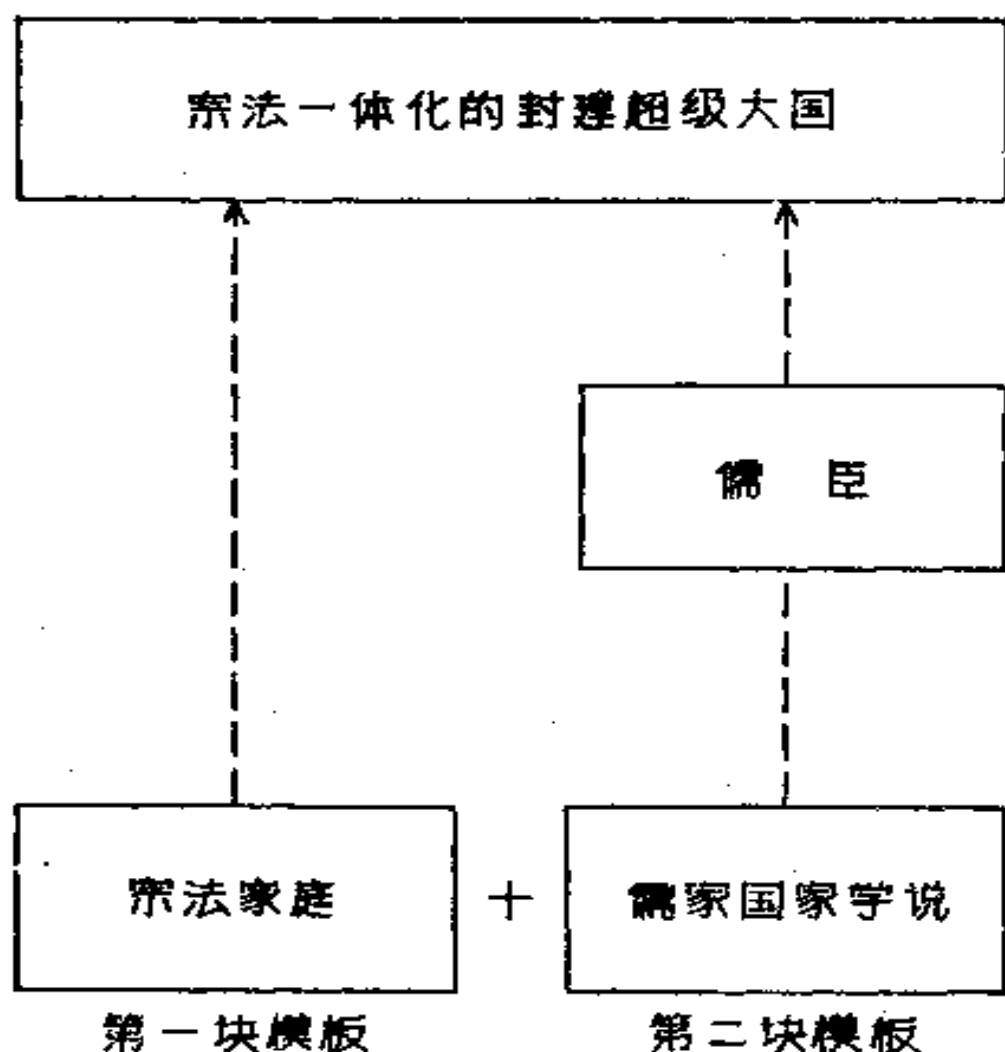 宗法一体化的封建超级大国
儒 臣
宗法家庭 + 儒家国家学说
第一块模板 第二块模板